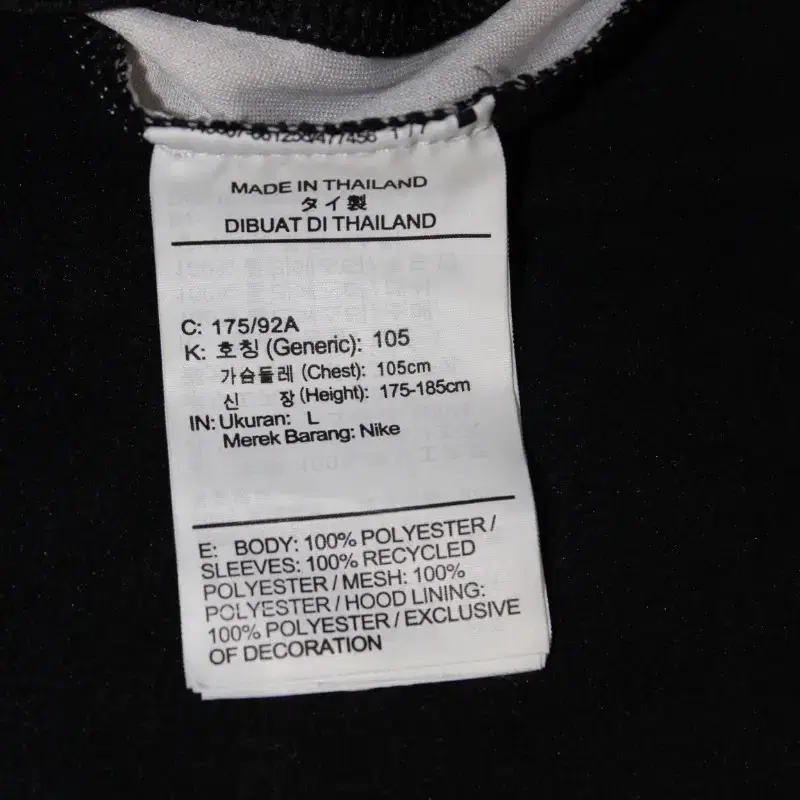 MADE IN THAILAND
タイ製
DIBUAT DI THAILAND
C: 175/92A
K: 호칭 (Generic): 105
가슴둘레 (Chest): 105cm
신 장 (Height): 175-185cm
IN: Ukuran: L
Merek Barang: Nike
E: BODY: 100% POLYESTER /
SLEEVES: 100% RECYCLED
POLYESTER / MESH: 100%
POLYESTER / HOOD LINING:
100% POLYESTER / EXCLUSIVE
OF DECORATION